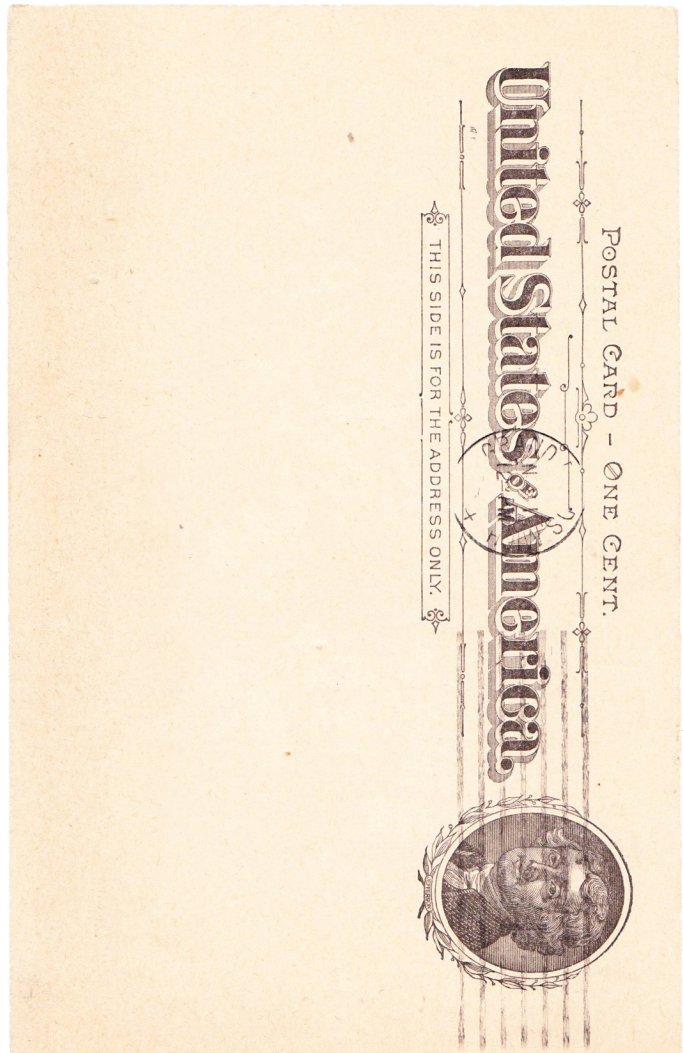 POSTAL CARD - ONE CENT.
United States of America.
THIS SIDE IS FOR THE ADDRESS ONLY.